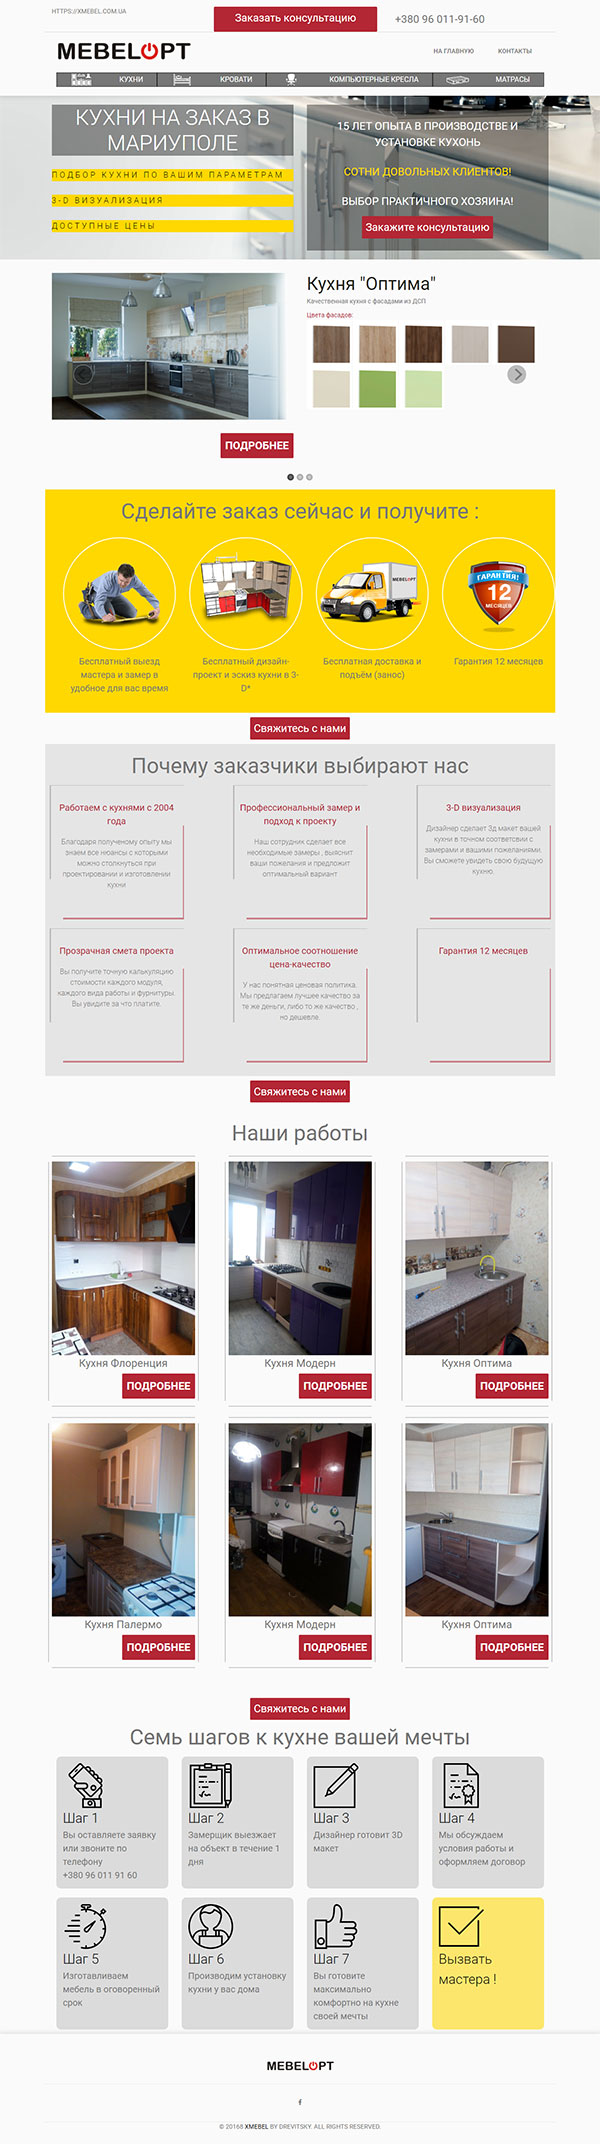 HTTPS://XMEBEL.COM.UA
Заказать консультацию
+380 96 011-91-60
MEBELOPT
НА ГЛАВНУЮ
КОНТАКТЫ
КУХНИ
КРОВАТИ
КОМПЬЮТЕРНЫЕ КРЕСЛА
МАТРАСЫ
КУХНИ НА ЗАКАЗ В
МАРИУПОЛЕ
ПОДБОР КУХНИ ПО ВАШИМ ПАРАМЕТРАМ
3-D ВИЗУАЛИЗАЦИЯ
ДОСТУПНЫЕ ЦЕНЫ
15 ЛЕТ ОПЫТА В ПРОИЗВОДСТВЕ И
УСТАНОВКЕ КУХОНЬ
СОТНИ ДОВОЛЬНЫХ КЛИЕНТОВ!
ВЫБОР ПРАКТИЧНОГО ХОЗЯИНА!
Закажите консультацию
Кухня "Оптима"
Качественная кухня с фасадами из ДСП
Цвета фасадов:
ПОДРОБНЕЕ
Сделайте заказ сейчас и получите :
MEBELOPT
ГАРАНТИЯ!
12
МЕСЯЦЕВ
Бесплатный выезд
мастера и замер в
удобное для вас время
Бесплатный дизайн-
проект и эскиз кухни в 3-
D*
Бесплатная доставка и
подъём (занос)
Гарантия 12 месяцев
Свяжитесь с нами
Почему заказчики выбирают нас
Работаем с кухнями с 2004
года
Благодаря полученому опыту мы
знаем все нюансы с которыми
можно столкнуться при
проектировании и изготовлении
кухни
Профессиональный замер и
подход к проекту
Наш сотрудник сделает все
необходимые замеры , выяснит
ваши пожелания и предложит
оптимальный вариант
3-D визуализация
Дизайнер сделает 3д макет вашей
кухни в точном соответсвии с
замерами и вашими пожеланиями.
Вы сможете увидеть свою будущую
кухню.
Прозрачная смета проекта
Вы получите точную калькуляцию
стоимости каждого модуля,
каждого вида работы и фурнитуры.
Вы увидите за что платите.
Оптимальное соотношение
цена-качество
У нас понятная ценовая политика.
Мы предлагаем лучшее качество за
те же деньги, либо то же качество ,
но дешевле.
Гарантия 12 месяцев
Свяжитесь с нами
Наши работы
Кухня Флоренция
ПОДРОБНЕЕ
Кухня Модерн
ПОДРОБНЕЕ
Кухня Оптима
ПОДРОБНЕЕ
Кухня Палермо
ПОДРОБНЕЕ
Кухня Модерн
ПОДРОБНЕЕ
Кухня Оптима
ПОДРОБНЕЕ
Свяжитесь с нами
Семь шагов к кухне вашей мечты
Шаг 1
Вы оставляете заявку
или звоните по
телефону
+380 96 011 91 60
Шаг 2
Замерщик выезжает
на объект в течение 1
дня
Шаг 3
Дизайнер готовит 3D
макет
Шаг 4
Мы обсуждаем
условия работы и
оформляем договор
Шаг 5
Изготавливаем
мебель в оговоренный
срок
Шаг 6
Производим установку
кухни у вас дома
Шаг 7
Вы готовите
максимально
комфортно на кухне
своей мечты
Вызвать
мастера !
MEBELOPT
© 20168 XMEBEL BY DREVITSKY. ALL RIGHTS RESERVED.